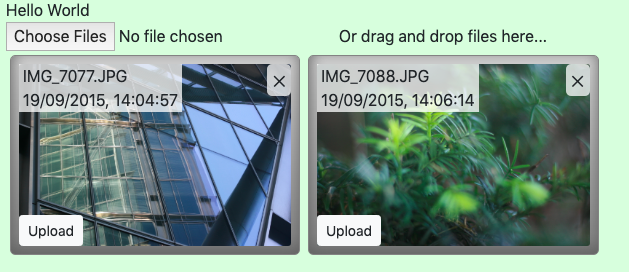 Hello World
Choose Files No file chosen Or drag and drop files here...
IMG_7077.JPG
19/09/2015, 14:04:57
Upload
IMG_7088.JPG
19/09/2015, 14:06:14
Upload